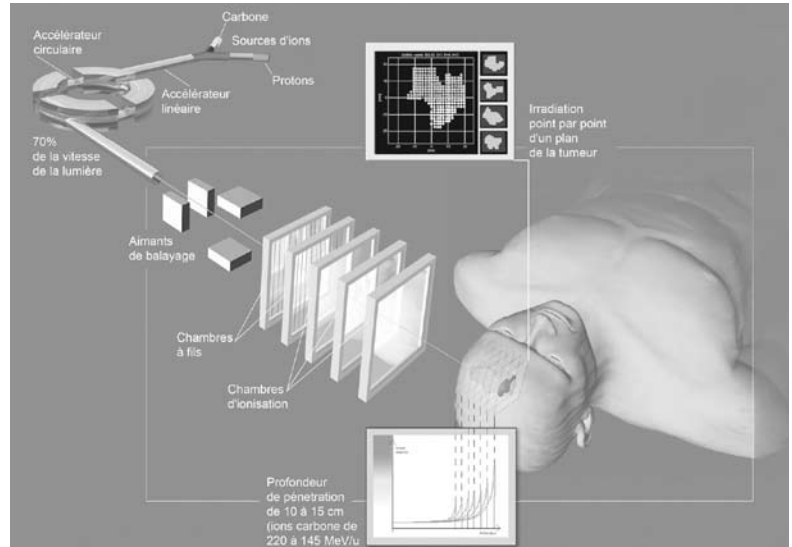 Carbone
Accélérateur
circulaire
Sources d'ions
Protons
Accélérateur
linéaire
70%
de la vitesse
de la lumière
Irradiation
point par point
d'un plan
de la tumeur
Aimants
de balayage
Chambres
à fils
Chambres
d'ionisation
Profondeur
de pénétration
de 10 à 15 cm
(ions carbone de
220 à 145 MeV/u